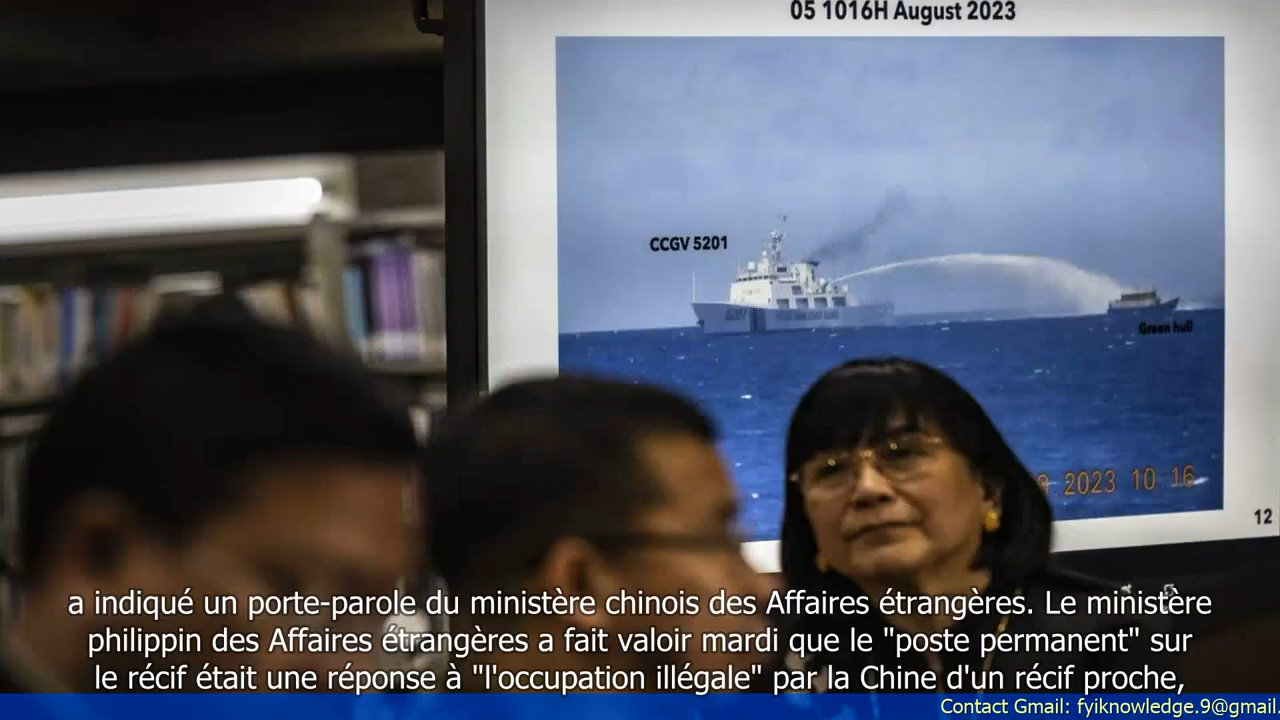 05 1016H August 2023
CCGV 5201
Green hull
2023 10 16
12
a indiqué un porte-parole du ministère chinois des Affaires étrangères. Le ministère
philippin des Affaires étrangères a fait valoir mardi que le "poste permanent" sur
le récif était une réponse à "l'occupation illégale" par la Chine d'un récif proche,
Contact Gmail: fyiknowledge.9@gmail.